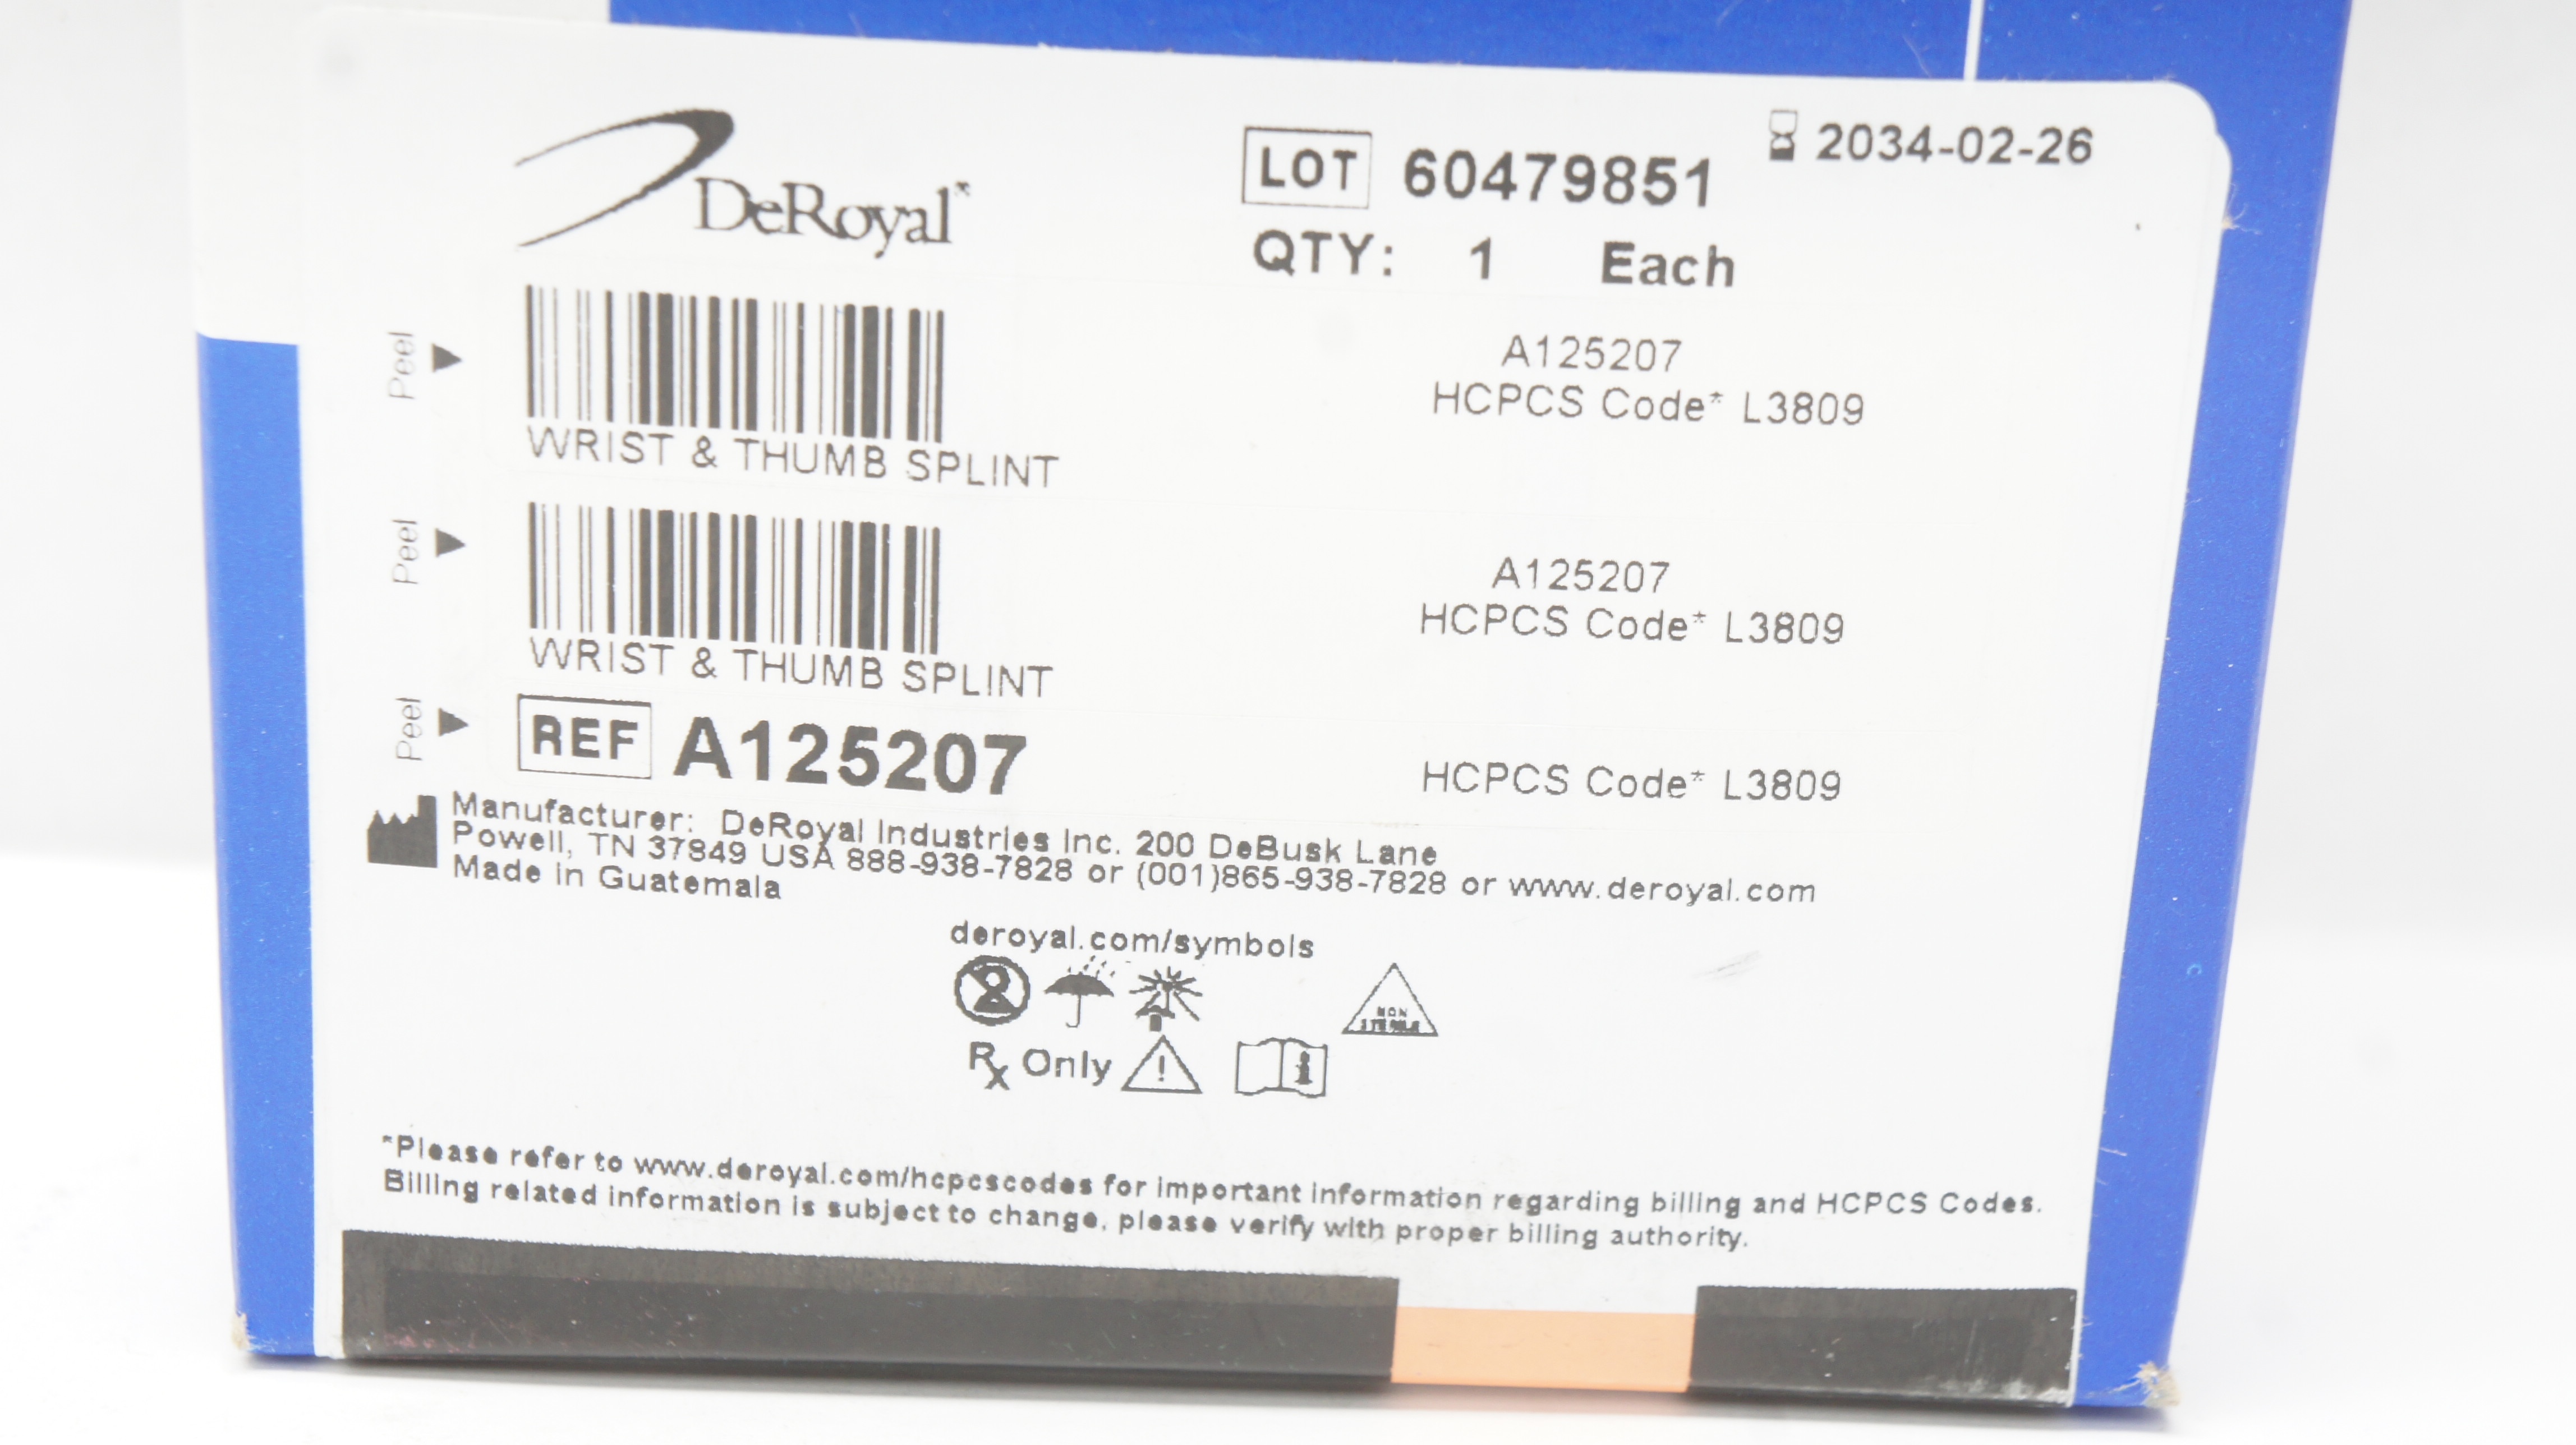 DeRoyal*
LOT 60479851
2034-02-26
QTY: 1 Each
Peel
A125207
HCPCS Code* L3809
WRIST & THUMB SPLINT
Peel
A125207
HCPCS Code* L3809
WRIST & THUMB SPLINT
Peel
REF A125207
HCPCS Code* L3809
Manufacturer: DeRoyal Industries Inc. 200 DeBusk Lane
Powell, TN 37849 USA 888-938-7828 or (001)865-938-7828 or www.deroyal.com
Made in Guatemala
deroyal.com/symbols
2
NON
STERILE
Rx Only
!
i
*Please refer to www.deroyal.com/hcpcscodes for important information regarding billing and HCPCS Codes.
Billing related information is subject to change, please verify with proper billing authority.